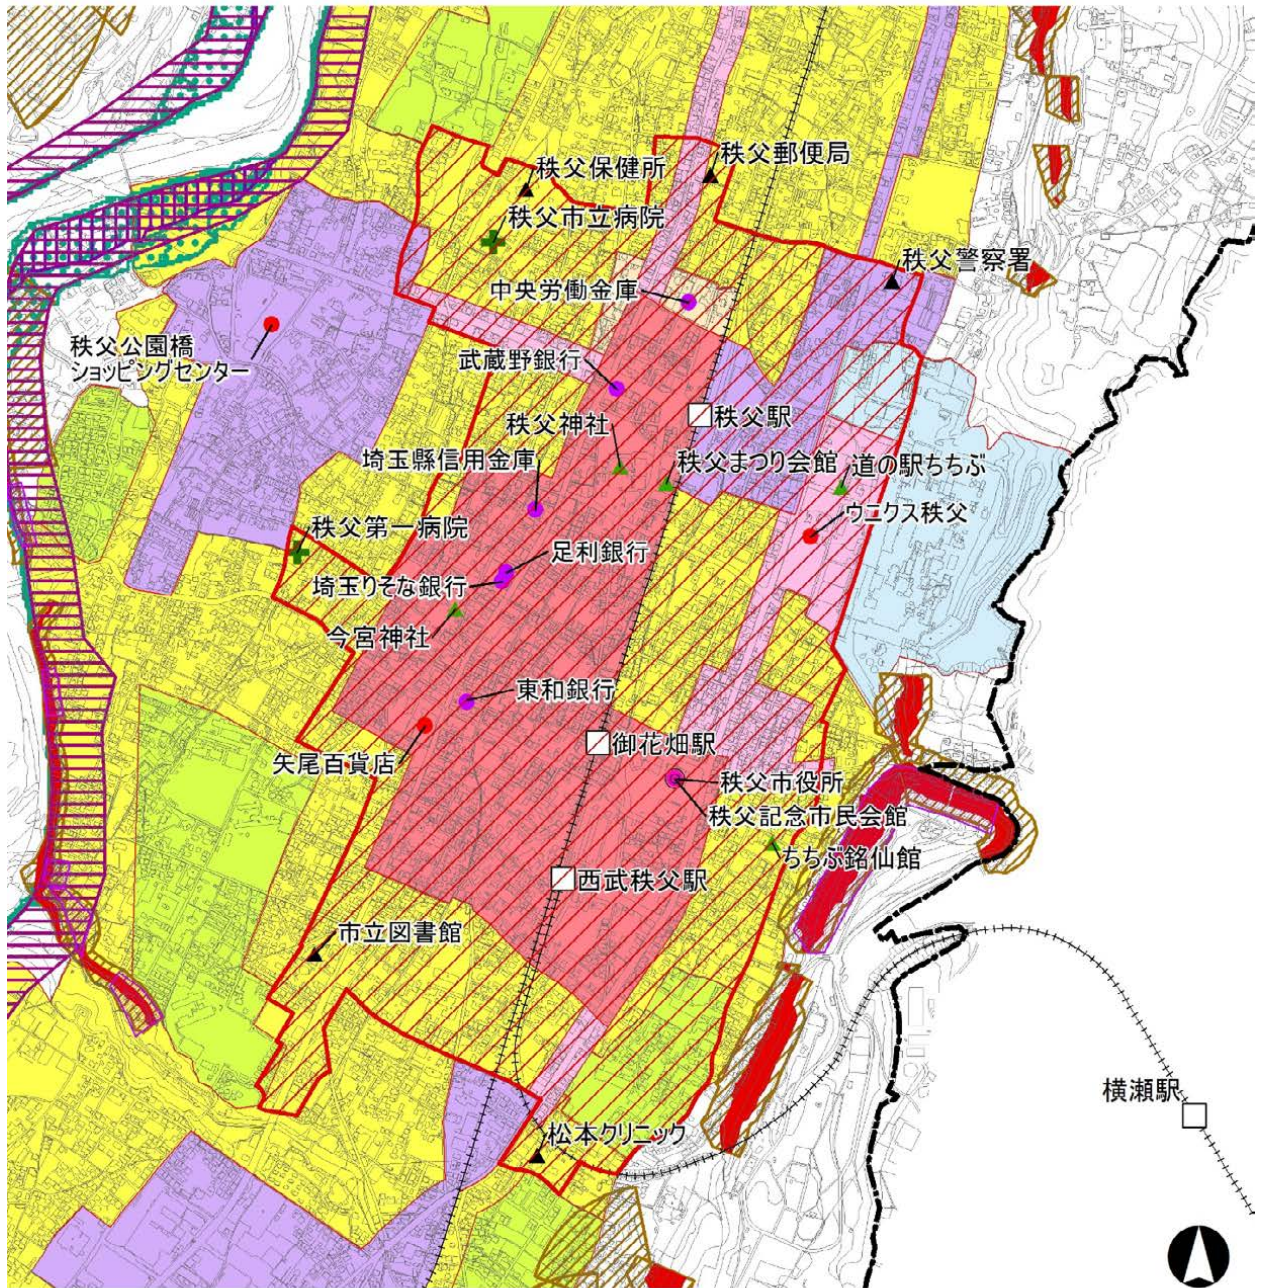 秩父保健所
秩父郵便局
秩父市立病院
秩父警察署
中央労働金庫
秩父公園橋
ショッピングセンター
武蔵野銀行
秩父駅
秩父神社
埼玉縣信用金庫
秩父まつり会館
道の駅ちちぶ
ウニクス秩父
秩父第一病院
足利銀行
埼玉りそな銀行
今宮神社
東和銀行
御花畑駅
矢尾百貨店
秩父市役所
秩父記念市民会館
ちちぶ銘仙館
西武秩父駅
市立図書館
横瀬駅
松本クリニック